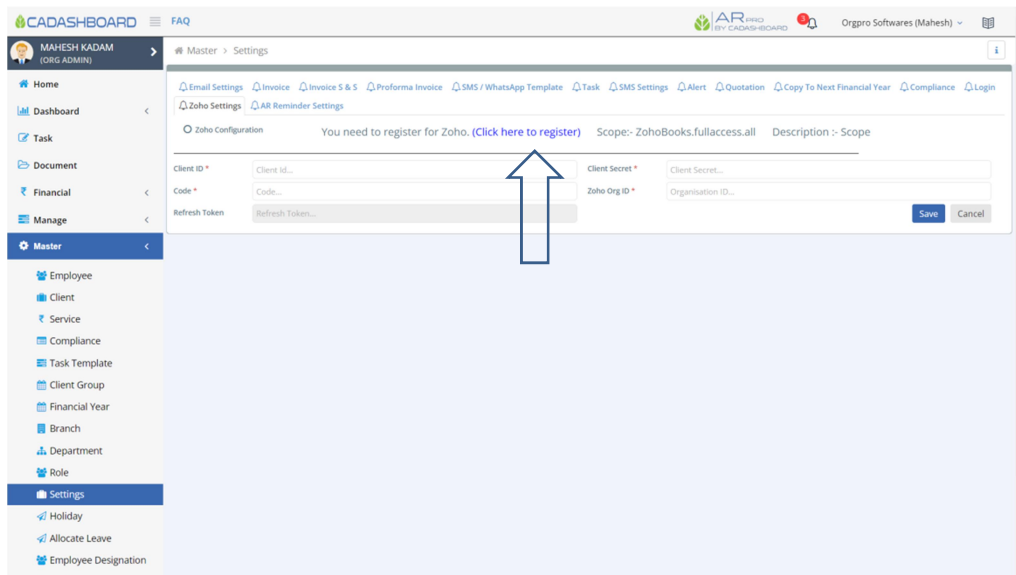 CADASHBOARD
FAQ
AR PRO
BY CADASHBOARD
3
Orgpro Softwares (Mahesh)
MAHESH KADAM
(ORG ADMIN)
Master > Settings
i
Home
Dashboard
Task
Document
Financial
Manage
Master
Employee
Client
Service
Compliance
Task Template
Client Group
Financial Year
Branch
Department
Role
Settings
Holiday
Allocate Leave
Employee Designation
Email Settings Invoice Invoice S & S Proforma Invoice SMS / WhatsApp Template Task SMS Settings Alert Quotation Copy To Next Financial Year Compliance Login
Zoho Settings AR Reminder Settings
Zoho Configuration You need to register for Zoho. (Click here to register) Scope:- ZohoBooks.fullaccess.all Description :- Scope
Client ID * Client Id... Client Secret * Client Secret...
Code * Code... Zoho Org ID * Organisation ID...
Refresh Token Refresh Token... Save Cancel